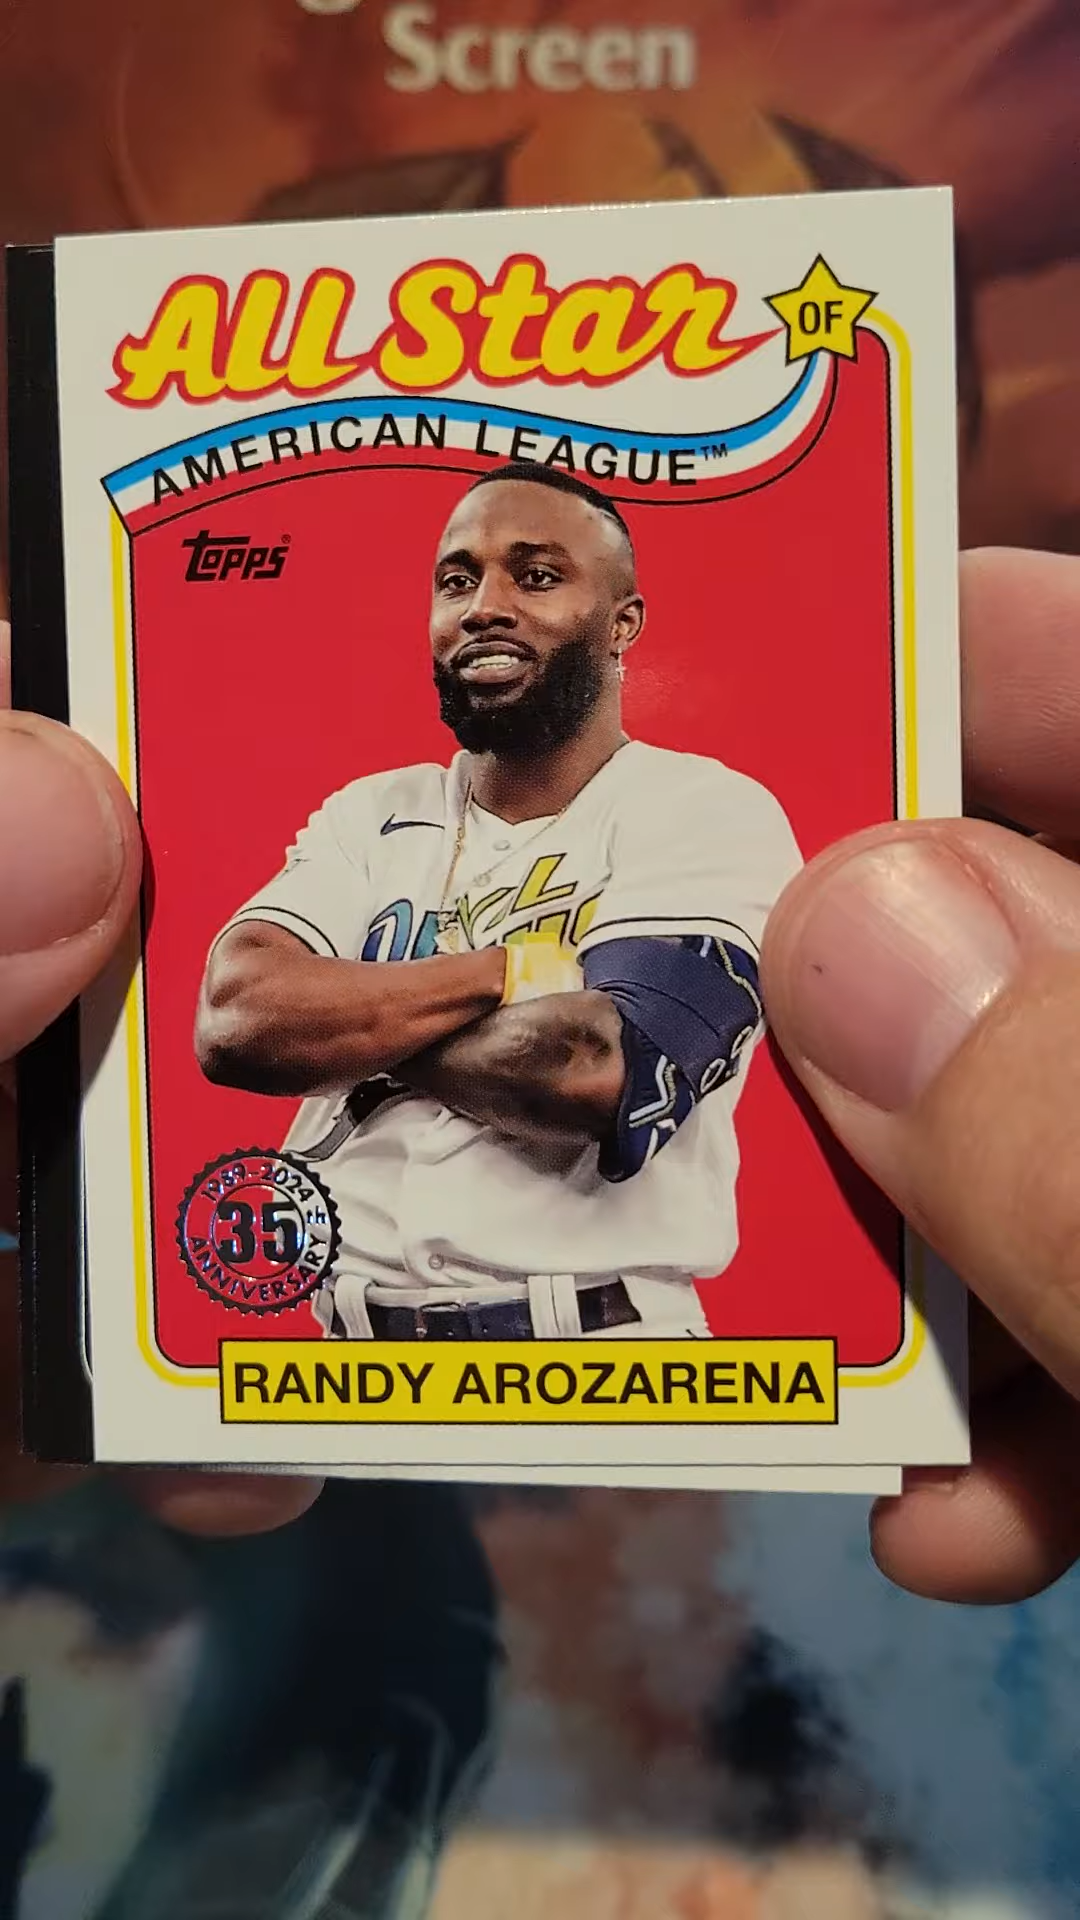 Screen
All Star
OF
AMERICAN LEAGUE™
TOPPS®
1989-2024
35th
ANNIVERSARY
RANDY AROZARENA